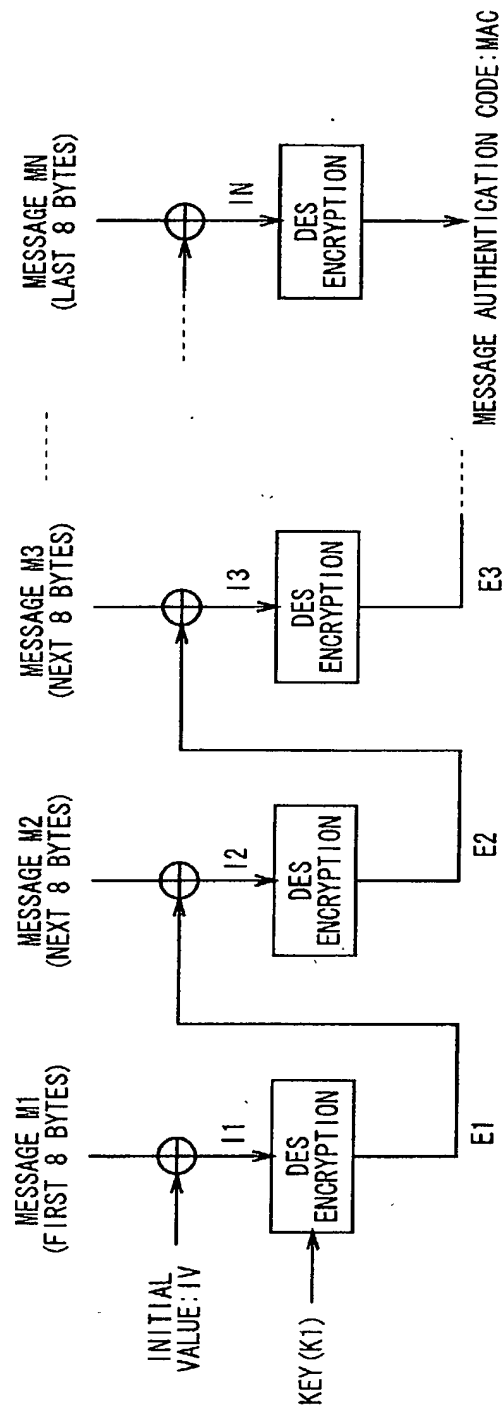 MESSAGE M1
(FIRST 8 BYTES)
MESSAGE M2
(NEXT 8 BYTES)
MESSAGE M3
(NEXT 8 BYTES)
MESSAGE MN
(LAST 8 BYTES)
INITIAL
VALUE:IV
I1
I2
I3
IN
KEY(K1)
DES
ENCRYPTION
DES
ENCRYPTION
DES
ENCRYPTION
DES
ENCRYPTION
E1
E2
E3
MESSAGE AUTHENTICATION CODE:MAC